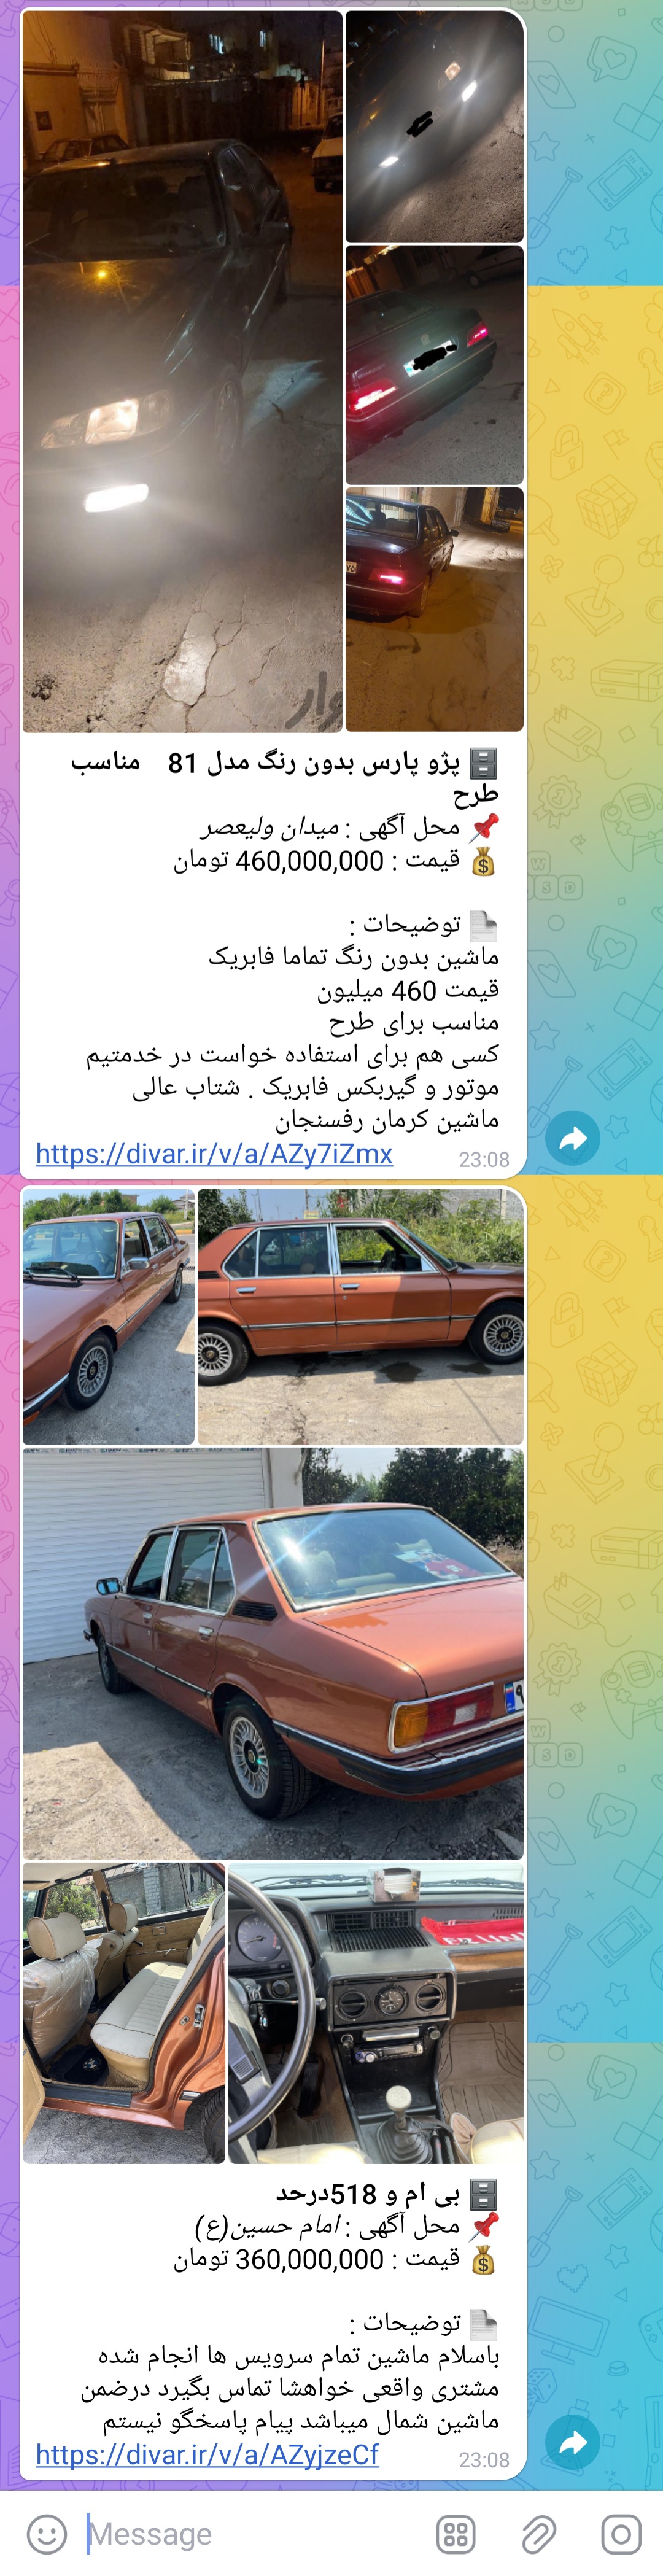 🗄 پژو پارس بدون رنگ مدل 81    مناسب
طرح
📌 محل آگهی : میدان ولیعصر
💰 قیمت : 460,000,000 تومان
📄 توضیحات :
ماشین بدون رنگ تماما فابریک
قیمت 460 میلیون
مناسب برای طرح
کسی هم برای استفاده خواست در خدمتیم
موتور و گیربکس فابریک . شتاب عالی
ماشین کرمان رفسنجان
https://divar.ir/v/a/AZy7iZmx
23:08
🗄 بی ام و 518درحد
📌 محل آگهی : امام حسین(ع)
💰 قیمت : 360,000,000 تومان
📄 توضیحات :
باسلام ماشین تمام سرویس ها انجام شده
مشتری واقعی خواهشا تماس بگیرد درضمن
ماشین شمال میباشد پیام پاسخگو نیستم
https://divar.ir/v/a/AZyjzeCf
23:08
Message